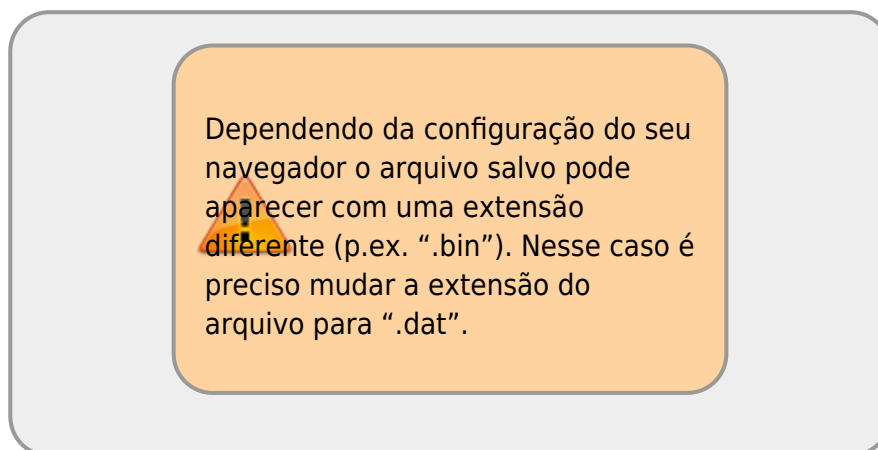 Dependendo da configuração do seu
navegador o arquivo salvo pode
aparecer com uma extensão
diferente (p.ex. “.bin”). Nesse caso é
preciso mudar a extensão do
arquivo para “.dat”.